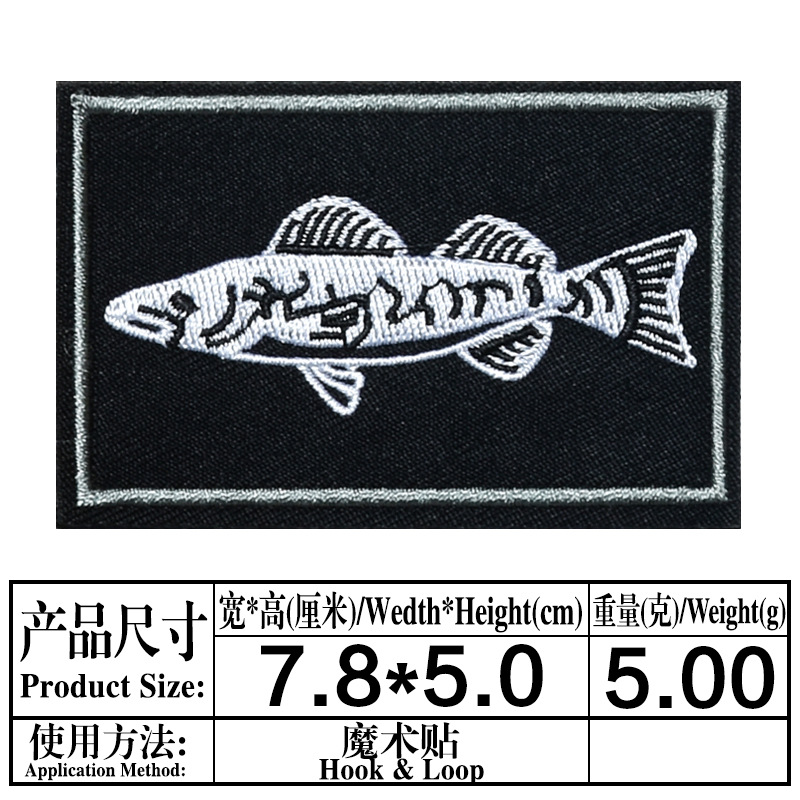 产品尺寸
Product Size:
宽*高(厘米)/Wedth*Height(cm)
7.8*5.0
重量(克)/Weight(g)
5.00
使用方法:
Application Method:
魔术贴
Hook & Loop